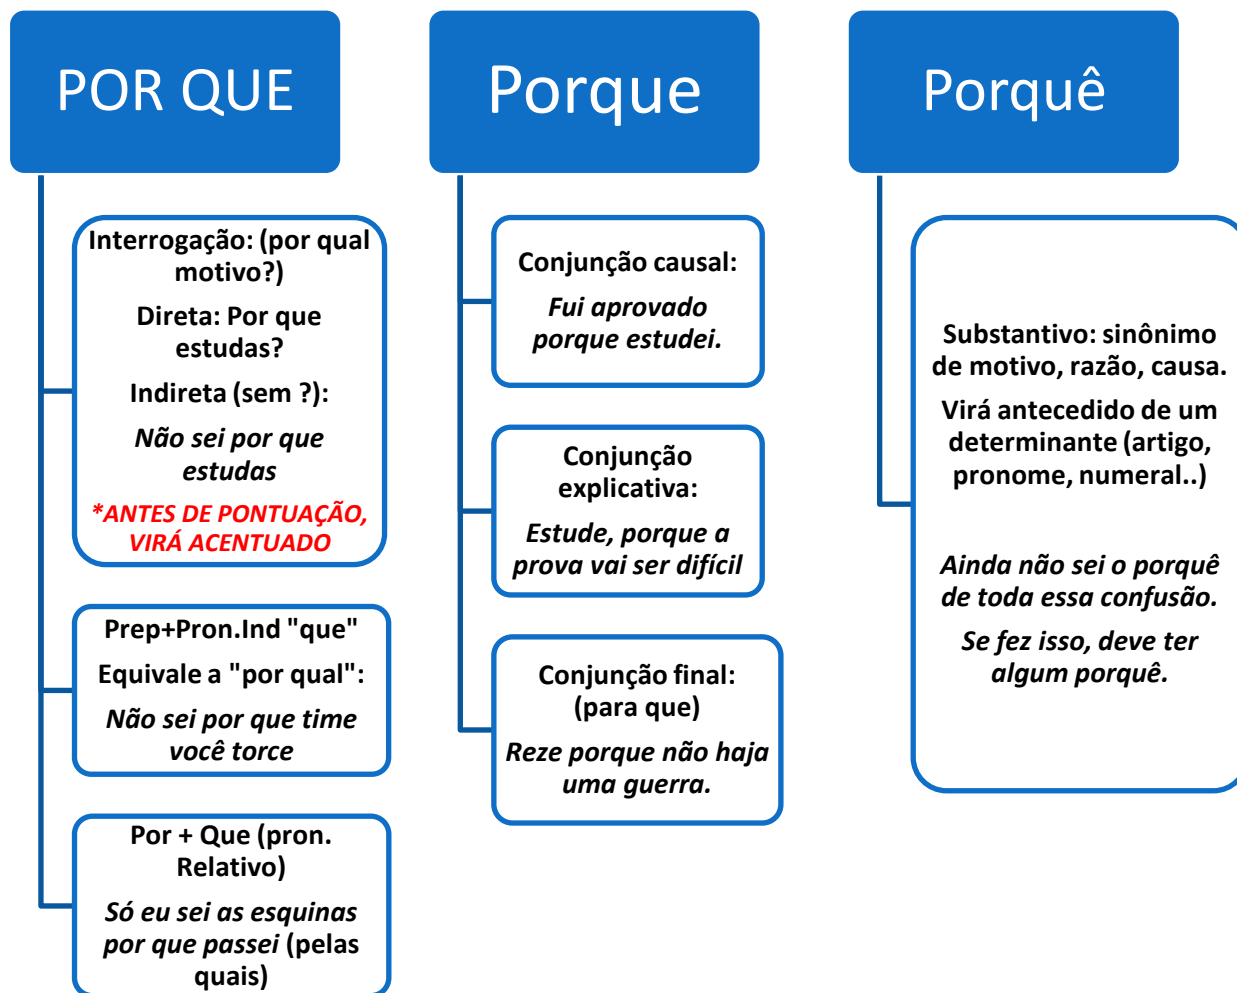 POR QUE
Interrogação: (por qual
motivo?)
Direta: Por que
estudas?
Indireta (sem ?):
Não sei por que
estudas
*ANTES DE PONTUAÇÃO,
VIRÁ ACENTUADO
Prep+Pron.Ind "que"
Equivale a "por qual":
Não sei por que time
você torce
Por + Que (pron.
Relativo)
Só eu sei as esquinas
por que passei (pelas
quais)
Porque
Conjunção causal:
Fui aprovado
porque estudei.
Conjunção
explicativa:
Estude, porque a
prova vai ser difícil
Conjunção final:
(para que)
Reze porque não haja
uma guerra.
Porquê
Substantivo: sinônimo
de motivo, razão, causa.
Virá antecedido de um
determinante (artigo,
pronome, numeral..)
Ainda não sei o porquê
de toda essa confusão.
Se fez isso, deve ter
algum porquê.